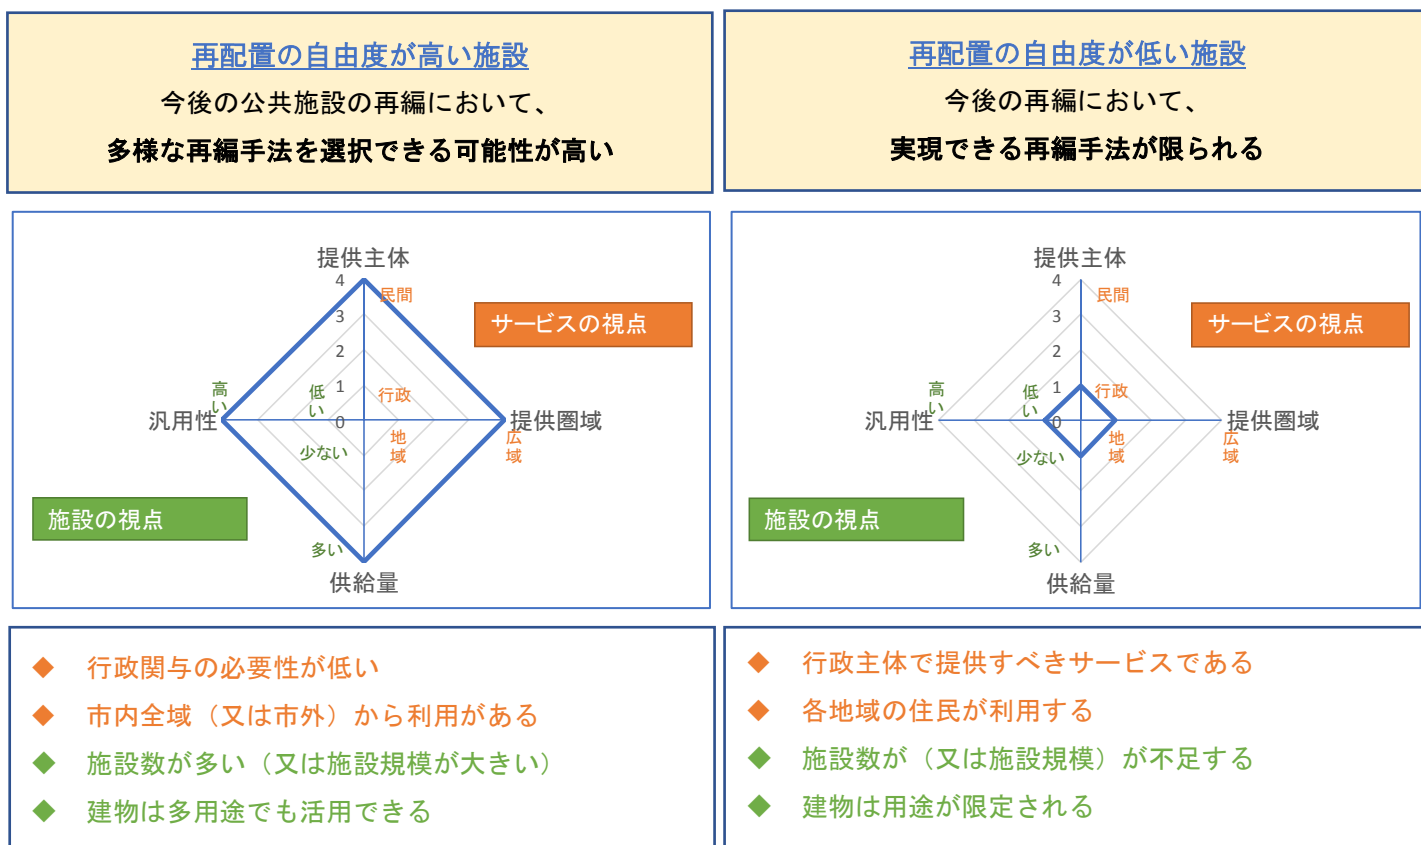 再配置の自由度が高い施設
今後の公共施設の再編において、
多様な再編手法を選択できる可能性が高い
再配置の自由度が低い施設
今後の再編において、
実現できる再編手法が限られる
提供主体
4
民間
3
サービスの視点
2
高い
低い
1
行政
汎用性
0
提供圏域
少ない
地域
広域
施設の視点
多い
供給量
提供主体
4
民間
3
サービスの視点
2
高い
低い
1
行政
汎用性
0
提供圏域
少ない
地域
広域
施設の視点
多い
供給量
◆ 行政関与の必要性が低い
◆ 市内全域（又は市外）から利用がある
◆ 施設数が多い（又は施設規模が大きい）
◆ 建物は多用途でも活用できる
◆ 行政主体で提供すべきサービスである
◆ 各地域の住民が利用する
◆ 施設数が（又は施設規模）が不足する
◆ 建物は用途が限定される